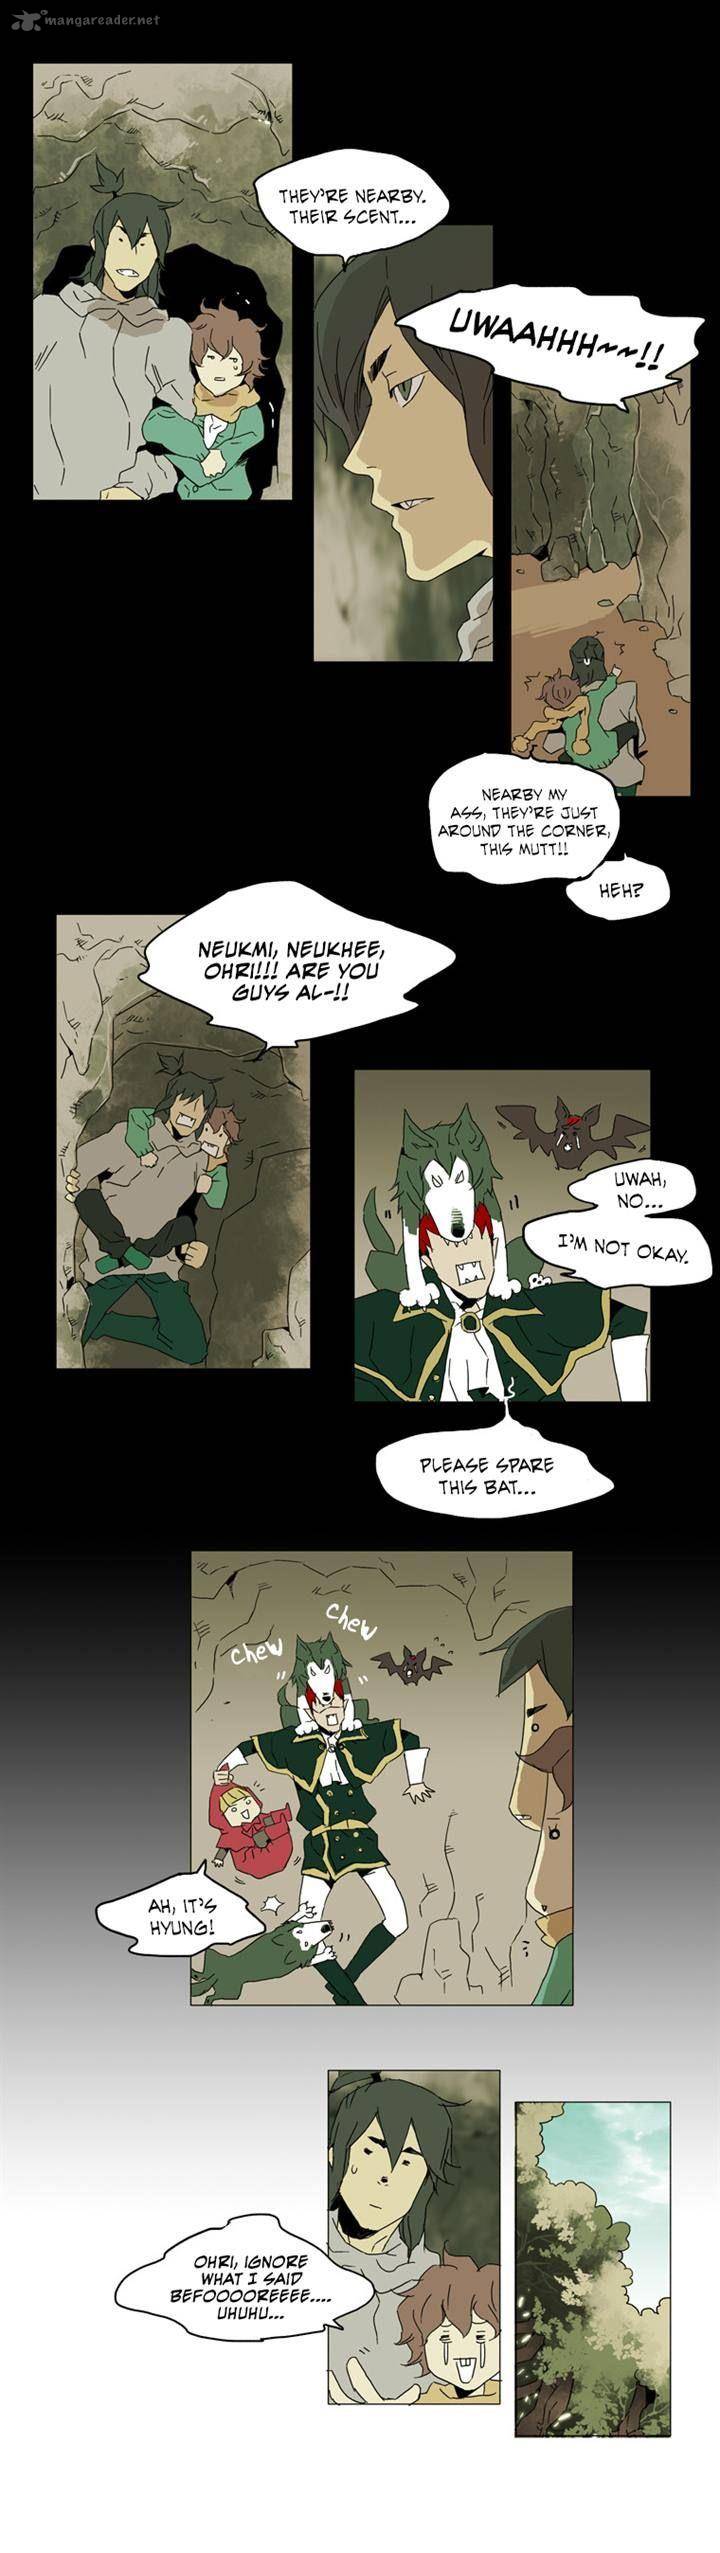 mangareader.net
THEY'RE NEARBY.
THEIR SCENT...
UWAAHHH~~!!
NEARBY MY
ASS, THEY'RE JUST
AROUND THE CORNER,
THIS MUTT!!
HEH?
NEUKMI, NEUKHEE,
OHRI!!! ARE YOU
GUYS AL-!!
UWAH,
NO...
I'M NOT OKAY.
PLEASE SPARE
THIS BAT...
Chew
Chew
AH, IT'S
HYUNG!
OHRI, IGNORE
WHAT I SAID
BEFOOOOREEEE....
UHUHU...